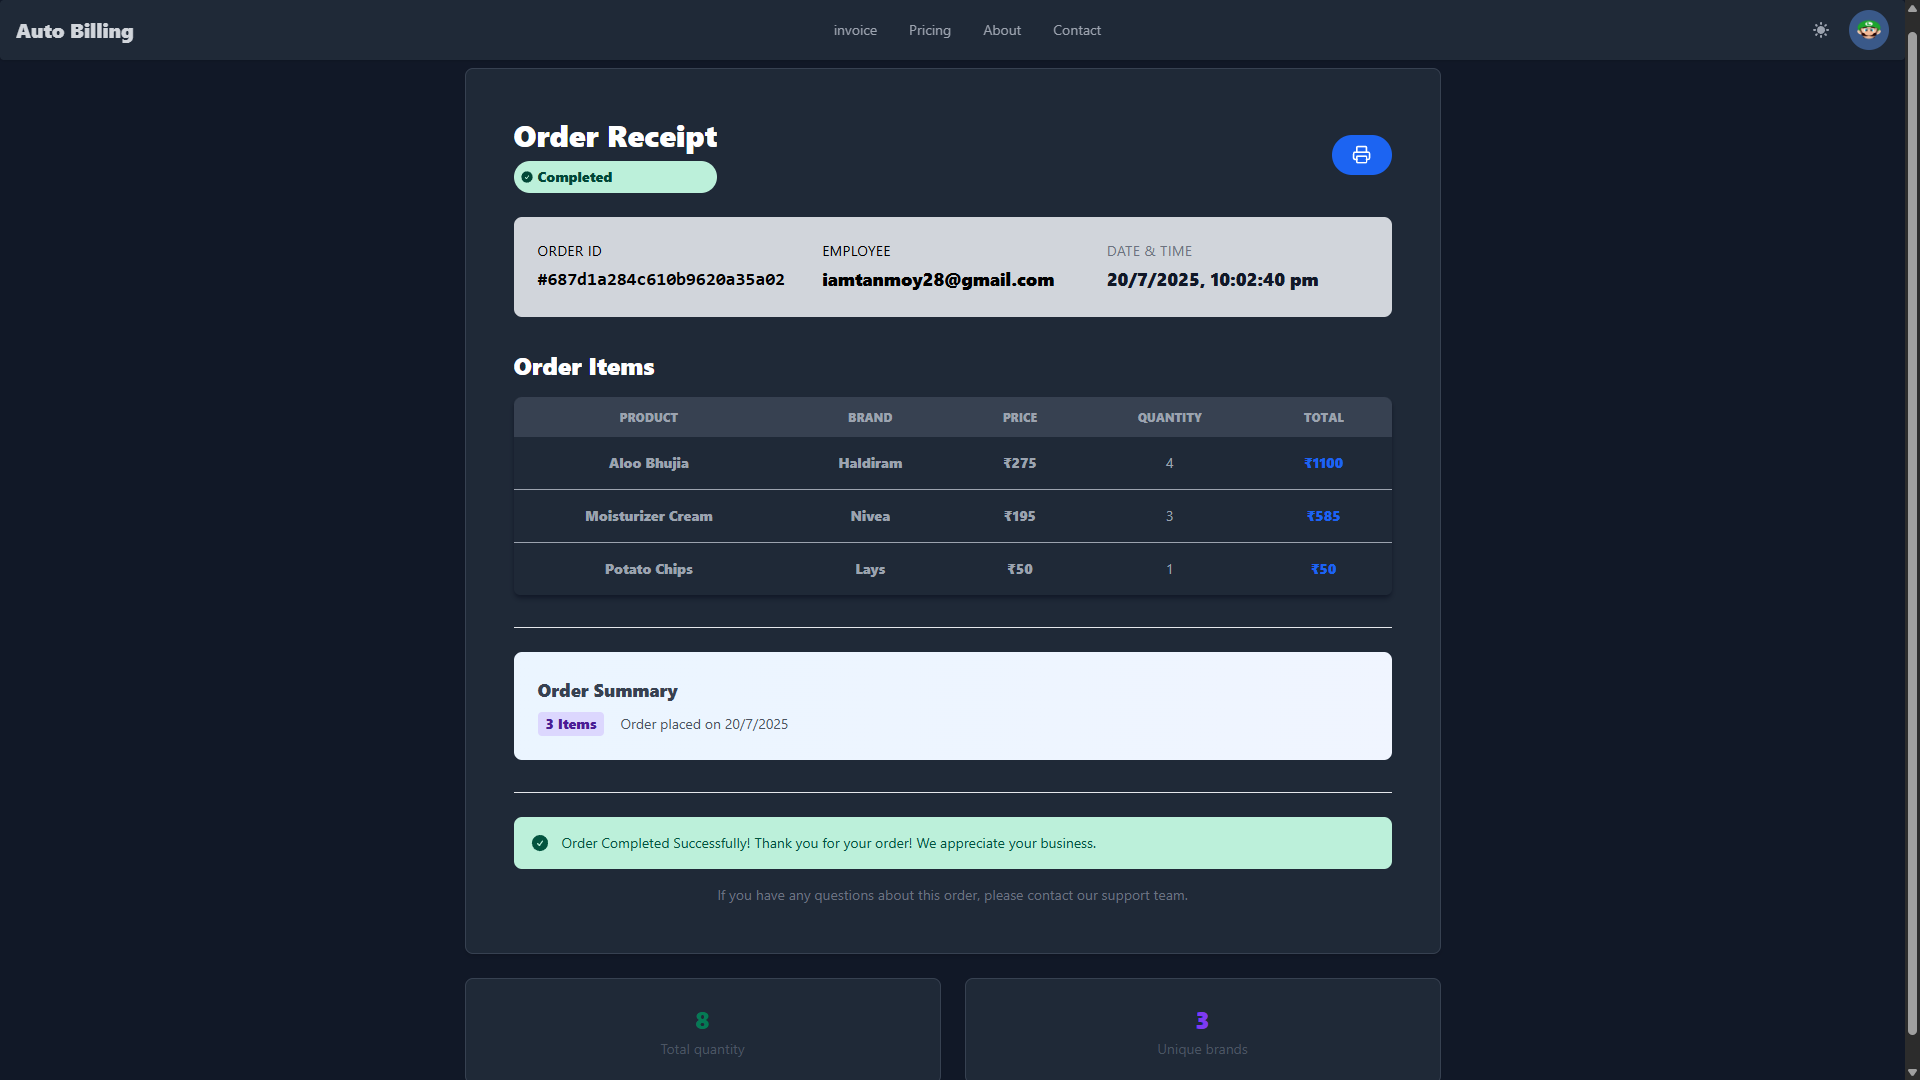 Auto Billing
invoice Pricing About Contact
Order Receipt
Completed
ORDER ID EMPLOYEE DATE & TIME
#687d1a284c610b9620a35a02 iamtanmoy28@gmail.com 20/7/2025, 10:02:40 pm
Order Items
PRODUCT BRAND PRICE QUANTITY TOTAL
Aloo Bhujia Haldiram ₹275 4 ₹1100
Moisturizer Cream Nivea ₹195 3 ₹585
Potato Chips Lays ₹50 1 ₹50
Order Summary
3 Items Order placed on 20/7/2025
Order Completed Successfully! Thank you for your order! We appreciate your business.
If you have any questions about this order, please contact our support team.
8 3
Total quantity Unique brands